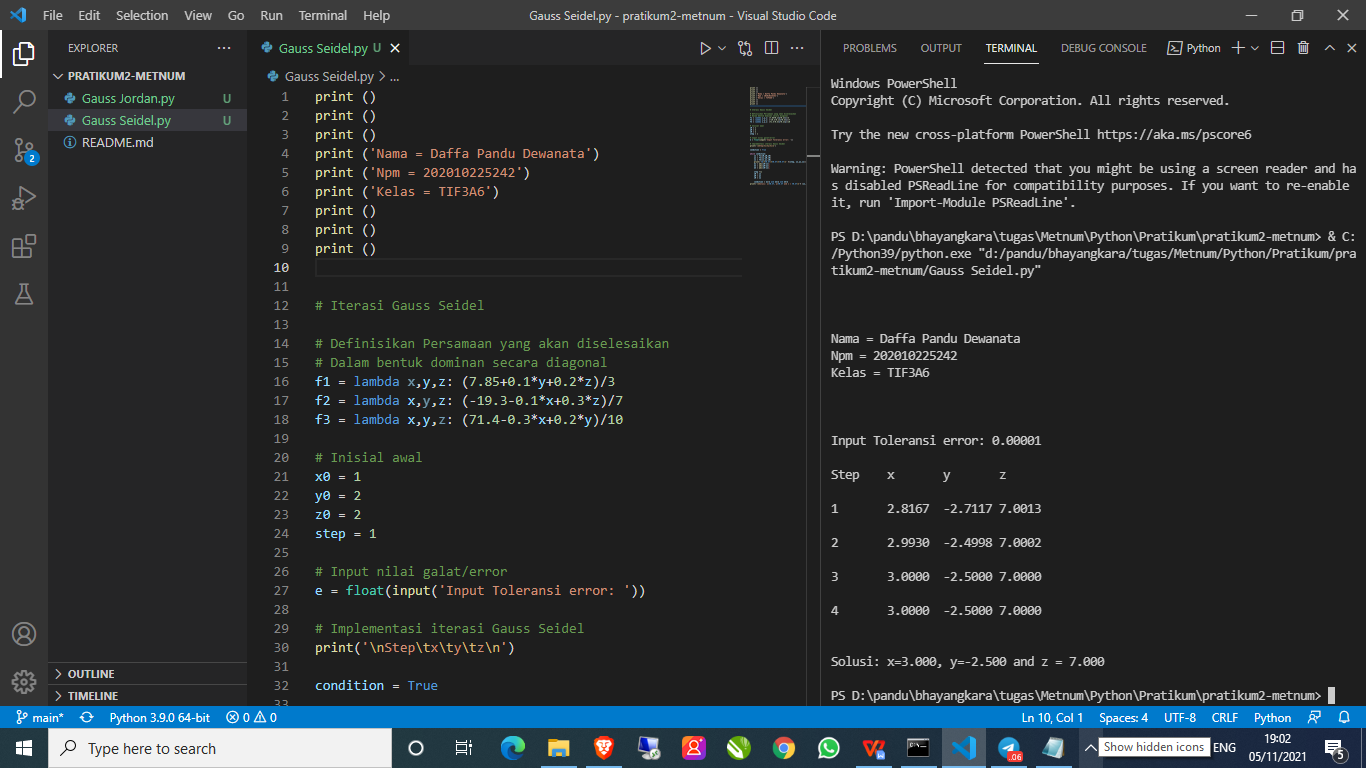 File Edit Selection View Go Run Terminal Help
Gauss Seidel.py - pratikum2-metnum - Visual Studio Code
EXPLORER
PRATIKUM2-METNUM
Gauss Jordan.py U
Gauss Seidel.py U
README.md
OUTLINE
TIMELINE
2
Gauss Seidel.py U
Gauss Seidel.py > ...
1 print ()
2 print ()
3 print ()
4 print ('Nama = Daffa Pandu Dewanata')
5 print ('Npm = 202010225242')
6 print ('Kelas = TIF3A6')
7 print ()
8 print ()
9 print ()
10
11
12 # Iterasi Gauss Seidel
13
14 # Definisikan Persamaan yang akan diselesaikan
15 # Dalam bentuk dominan secara diagonal
16 f1 = lambda x,y,z: (7.85+0.1*y+0.2*z)/3
17 f2 = lambda x,y,z: (-19.3-0.1*x+0.3*z)/7
18 f3 = lambda x,y,z: (71.4-0.3*x+0.2*y)/10
19
20 # Inisial awal
21 x0 = 1
22 y0 = 2
23 z0 = 2
24 step = 1
25
26 # Input nilai galat/error
27 e = float(input('Input Toleransi error: '))
28
29 # Implementasi iterasi Gauss Seidel
30 print('\nStep\tx\ty\tz\n')
31
32 condition = True
33
PROBLEMS OUTPUT TERMINAL DEBUG CONSOLE Python
Windows PowerShell
Copyright (C) Microsoft Corporation. All rights reserved.
Try the new cross-platform PowerShell https://aka.ms/pscore6
Warning: PowerShell detected that you might be using a screen reader and ha
s disabled PSReadLine for compatibility purposes. If you want to re-enable
it, run 'Import-Module PSReadLine'.
PS D:\pandu\bhayangkara\tugas\Metnum\Python\Pratikum\pratikum2-metnum> & C:
/Python39/python.exe "d:/pandu/bhayangkara/tugas/Metnum/Python/Pratikum/pra
tikum2-metnum/Gauss Seidel.py"
Nama = Daffa Pandu Dewanata
Npm = 202010225242
Kelas = TIF3A6
Input Toleransi error: 0.00001
Step x y z
1 2.8167 -2.7117 7.0013
2 2.9930 -2.4998 7.0002
3 3.0000 -2.5000 7.0000
4 3.0000 -2.5000 7.0000
Solusi: x=3.000, y=-2.500 and z = 7.000
PS D:\pandu\bhayangkara\tugas\Metnum\Python\Pratikum\pratikum2-metnum>
main* Python 3.9.0 64-bit 0 0 Ln 10, Col 1 Spaces: 4 UTF-8 CRLF Python
Type here to search
.06
Show hidden icons
ENG
19:02
05/11/2021
5